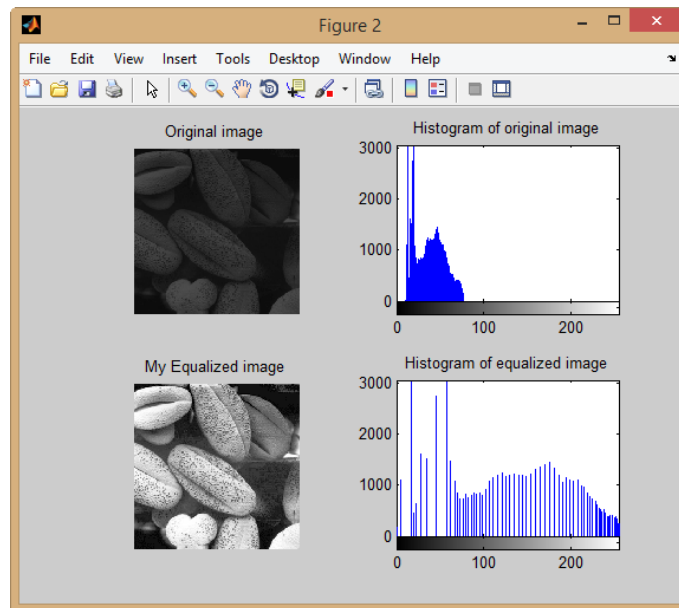 Figure 2
File Edit View Insert Tools Desktop Window Help
Original image
Histogram of original image
3000
2000
1000
0
0 100 200
My Equalized image
Histogram of equalized image
3000
2000
1000
0
0 100 200